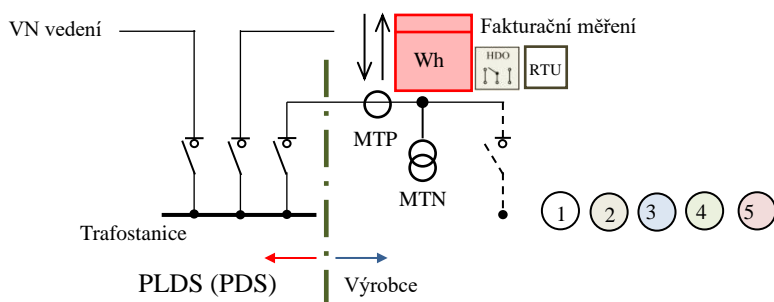 VN vedení
Fakturační měření
Wh
HDO
RTU
MTP
MTN
1 2 3 4 5
Trafostanice
PLDS (PDS)
Výrobce